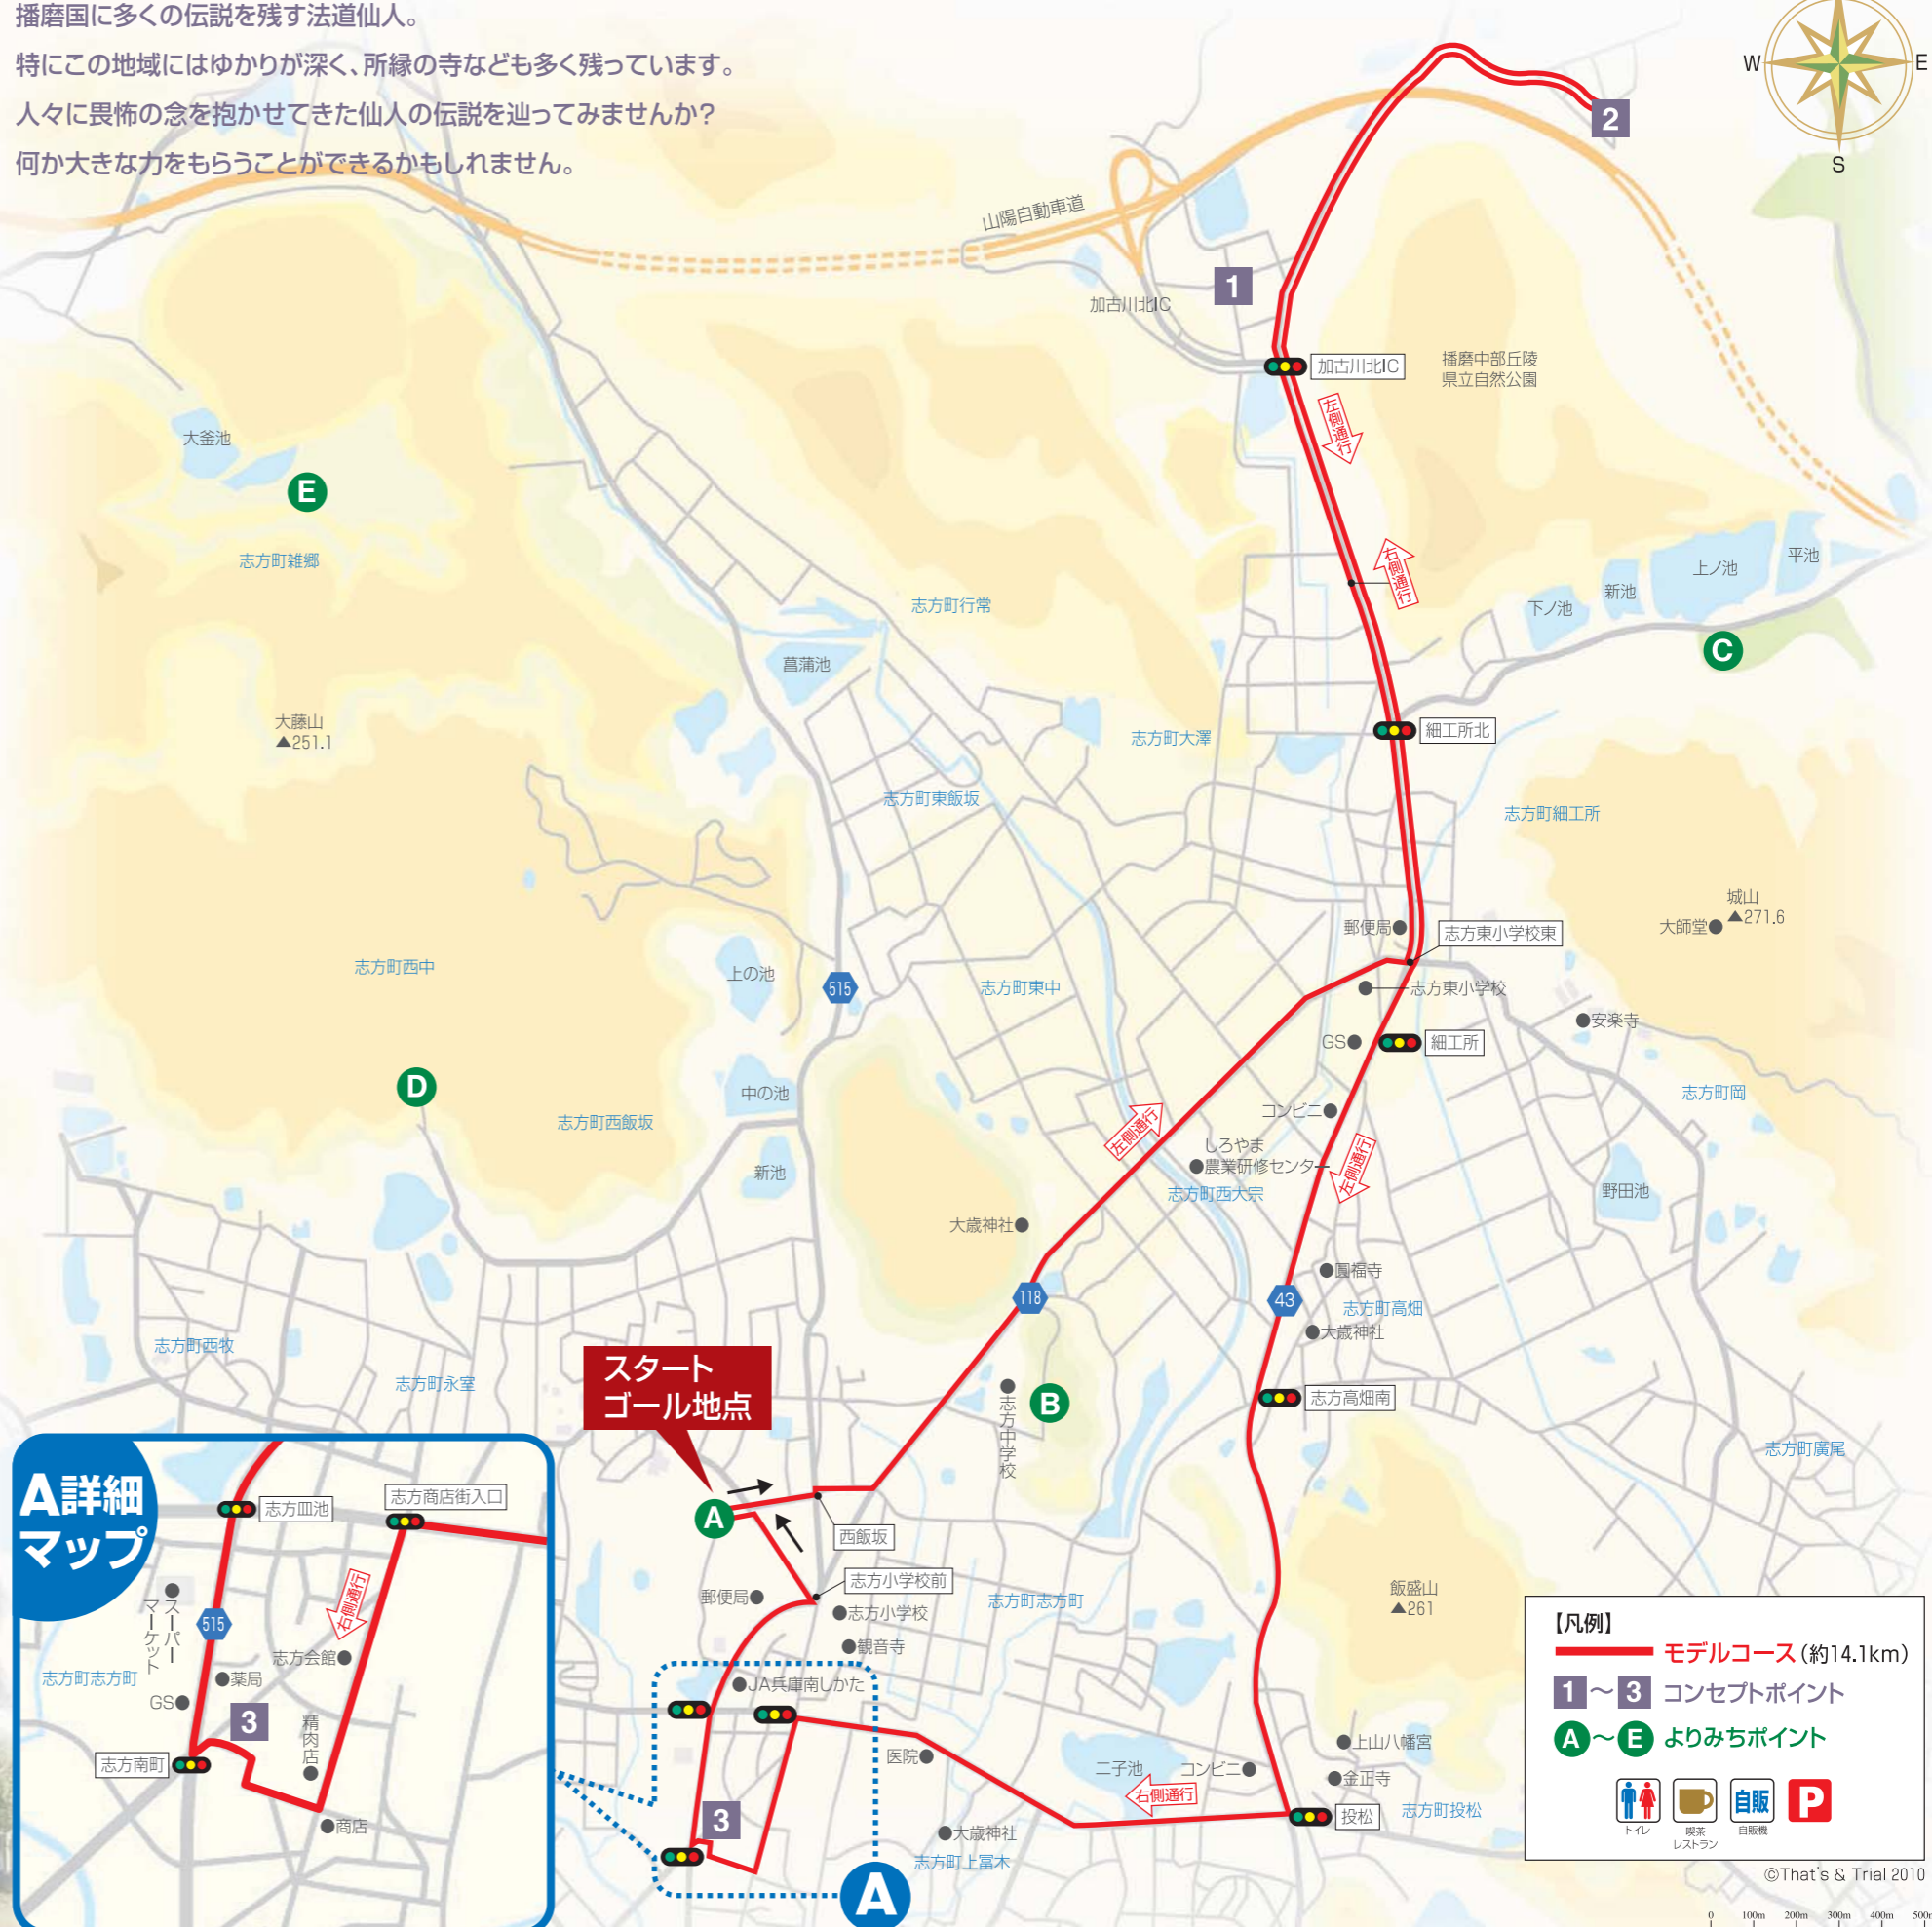 播磨国に多くの伝説を残す法道仙人。
特にこの地域にはゆかりが深く、所縁の寺なども多く残っています。
人々に畏怖の念を抱かせてきた仙人の伝説を辿ってみませんか?
何か大きな力をもらうことができるかもしれません。
W
E
S
2
山陽自動車道
1
加古川北IC
加古川北IC
播磨中部丘陵
県立自然公園
左側通行
大釜池
E
志方町雑郷
右側通行
平池
上ノ池
新池
下ノ池
志方町行常
C
菖蒲池
大藤山
▲251.1
志方町大澤
細工所北
志方町東飯坂
志方町細工所
城山
▲271.6
大師堂
郵便局
志方東小学校東
志方町西中
上の池
515
志方町東中
志方東小学校
安楽寺
GS
細工所
D
中の池
志方町西飯坂
志方町岡
コンビニ
左側通行
しろやま
農業研修センター
左側通行
新池
志方町西大宗
野田池
大歳神社
圓福寺
118
43
志方町高畑
大歳神社
志方町西牧
志方町永室
スタート
ゴール地点
志方中学校
B
志方高畑南
志方町廣尾
A
西飯坂
志方小学校前
郵便局
志方小学校
志方町志方町
観音寺
飯盛山
▲261
JA兵庫南しかた
医院
二子池
コンビニ
上山八幡宮
金正寺
右側通行
投松
志方町投松
3
大歳神社
志方町上冨木
A
A詳細
マップ
志方皿池
志方商店街入口
右側通行
スーパー
マーケット
515
志方会館
志方町志方町
薬局
GS
3
精肉店
志方南町
商店
【凡例】
モデルコース(約14.1km)
1～3 コンセプトポイント
A～E よりみちポイント
自販
P
トイレ
喫茶
レストラン
自販機
©That's & Trial 2010
0 100m 200m 300m 400m 500m